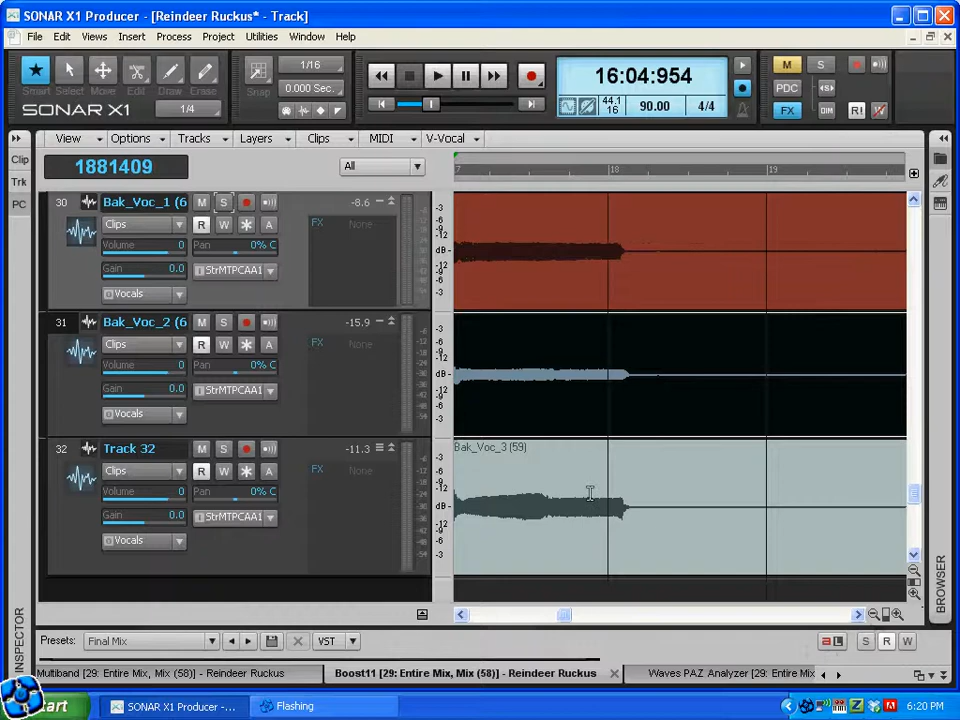 SONAR X1 Producer - [Reindeer Ruckus* - Track]
File Edit Views Insert Process Project Utilities Window Help
Smart Select Move Cut Draw Erase Snap
1/16
0.000 Sec.
SONAR X1
1/4
16:04:954
44.1
16
90.00
4/4
M S
PDC
FX DIM R!
View Options Tracks Layers Clips MIDI V-Vocal
1881409
All
7 18 19
Clip
Trk
PC
30 Bak_Voc_1 (6 M S -8.6
Clips R W * A FX None
Volume 0 Pan 0% C
Gain 0.0 StrMTPCAA1
Vocals
31 Bak_Voc_2 (6 M S -15.9
Clips R W * A FX None
Volume 0 Pan 0% C
Gain 0.0 StrMTPCAA1
Vocals
32 Track 32 M S -11.3
Bak_Voc_3 (59)
Clips R W * A FX None
Volume 0 Pan 0% C
Gain 0.0 StrMTPCAA1
Vocals
INSPECTOR
BROWSER
Presets: Final Mix VST S R W
Multiband [29: Entire Mix, Mix (58)] - Reindeer Ruckus
Boost11 [29: Entire Mix, Mix (58)] - Reindeer Ruckus
Waves PAZ Analyzer [29: Entire Mix
start SONAR X1 Producer -... Flashing 6:20 PM